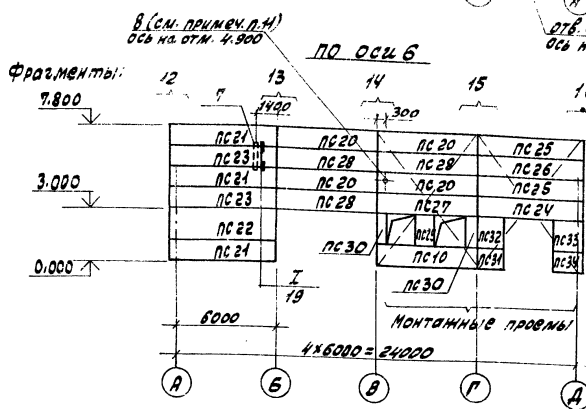 А
В (см. примеч. п.11)
ось на отм. 4.900
отв.
ось н
по оси 6
Фрагменты:
12 13 14 15 1
7 1400 300
7.800
3.000
0.000
ПС21 ПС20 ПС20 ПС25
ПС23 ПС28 ПС28 ПС26
ПС21 ПС20 ПС20 ПС25
ПС23 ПС28 ПС27 ПС24
ПС22 ПС30 ПС29 ПС32 ПС33
ПС21 ПС10 ПС31 ПС34
ПС30
I
19
6000
Монтажные проемы
4×6000=24000
А Б В Г Д